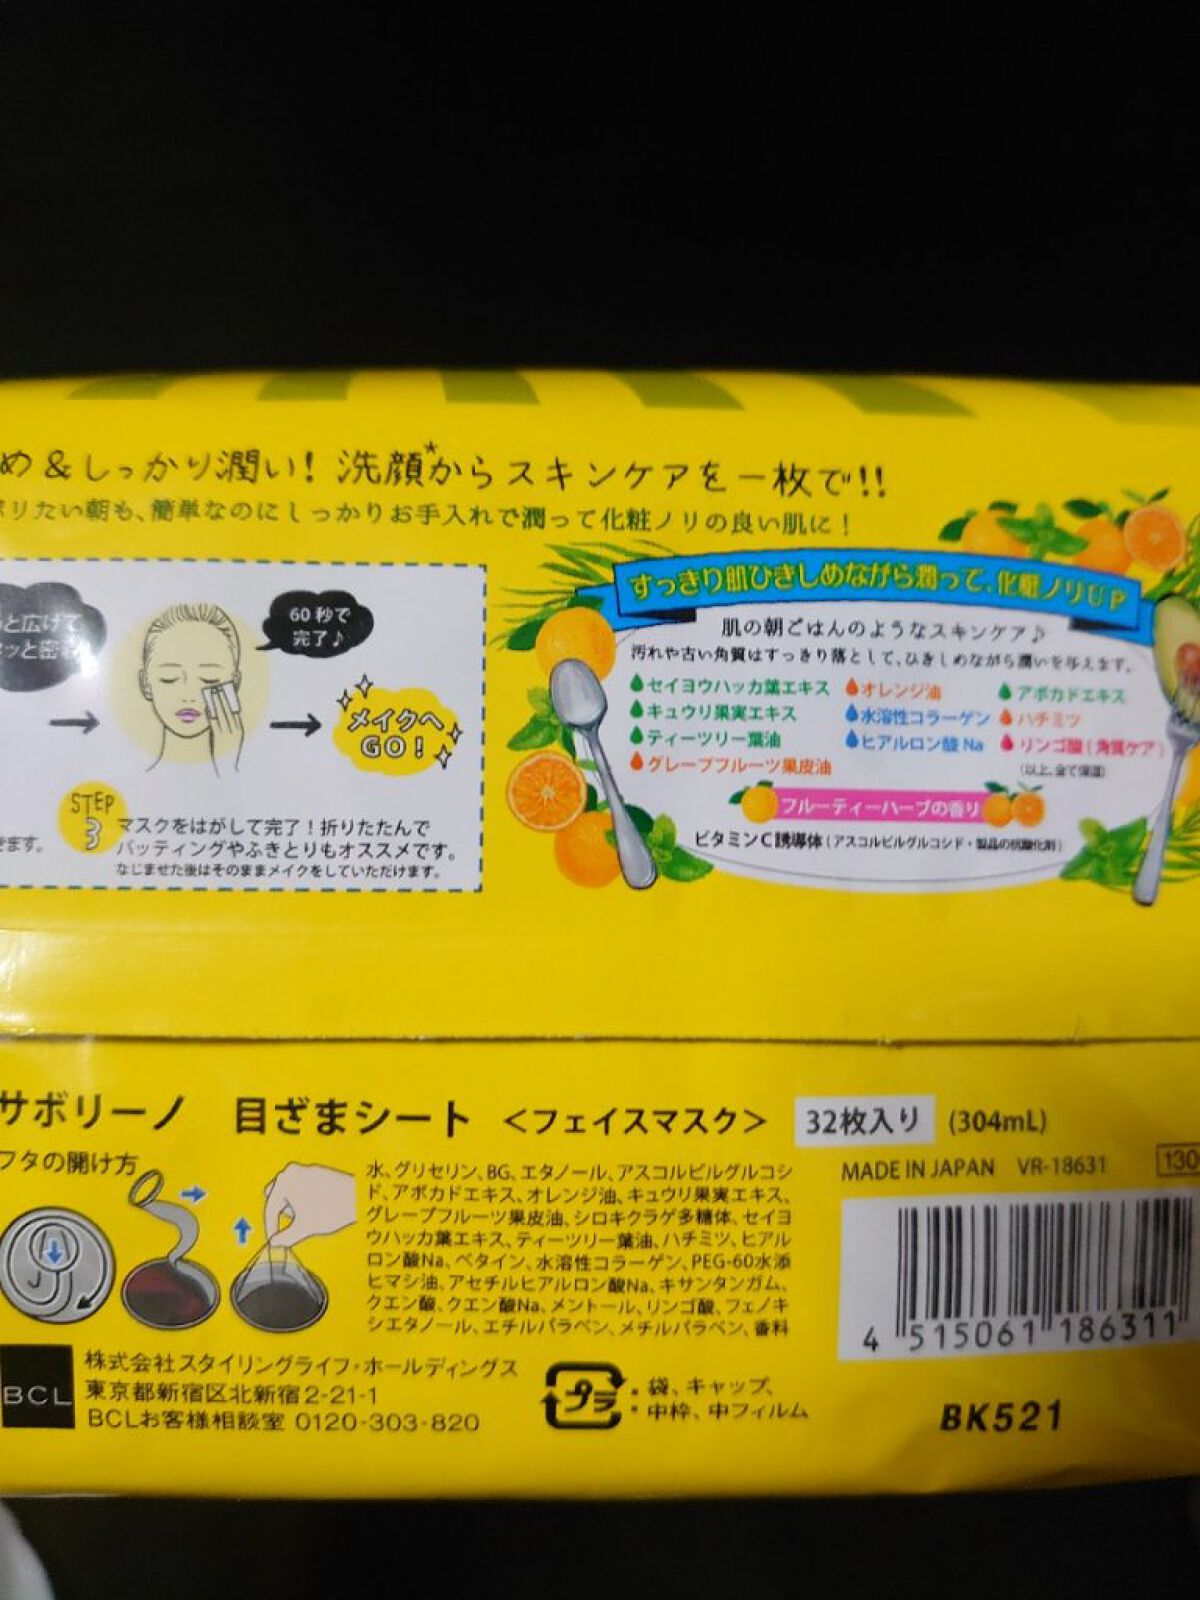 め＆しっかり潤い！洗顔*からスキンケアを一枚で!!
ボリたい朝も、簡単なのにしっかりお手入れで潤って化粧ノリの良い肌に！
と広げて
ッと密着
60秒で
完了♪
メイクへ
GO！
STEP
3
きます。
マスクをはがして完了！折りたたんで
パッティングやふきとりもオススメです。
なじませた後はそのままメイクをしていただけます。
すっきり肌ひきしめながら潤って、化粧ノリUP
肌の朝ごはんのようなスキンケア♪
汚れや古い角質はすっきり落として、ひきしめながら潤いを与えます。
セイヨウハッカ葉エキス オレンジ油 アボカドエキス
キュウリ果実エキス 水溶性コラーゲン ハチミツ
ティーツリー葉油 ヒアルロン酸Na リンゴ酸(角質ケア)
グレープフルーツ果皮油 (以上、全て保湿)
フルーティーハーブの香り
ビタミンC誘導体(アスコルビルグルコシド・製品の抗酸化剤)
サボリーノ 目ざまシート ＜フェイスマスク＞ 32枚入り (304mL)
フタの開け方
MADE IN JAPAN VR-18631 130
水、グリセリン、BG、エタノール、アスコルビルグルコシ
ド、アボカドエキス、オレンジ油、キュウリ果実エキス、
グレープフルーツ果皮油、シロキクラゲ多糖体、セイヨ
ウハッカ葉エキス、ティーツリー葉油、ハチミツ、ヒアル
ロン酸Na、ベタイン、水溶性コラーゲン、PEG-60水添
ヒマシ油、アセチルヒアルロン酸Na、キサンタンガム、
クエン酸、クエン酸Na、メントール、リンゴ酸、フェノキ
シエタノール、エチルパラベン、メチルパラベン、香料
4 515061 186311
BCL
株式会社スタイリングライフ・ホールディングス
東京都新宿区北新宿2-21-1
BCLお客様相談室 0120-303-820
プラ
・袋、キャップ、
・中枠、中フィルム
BK521